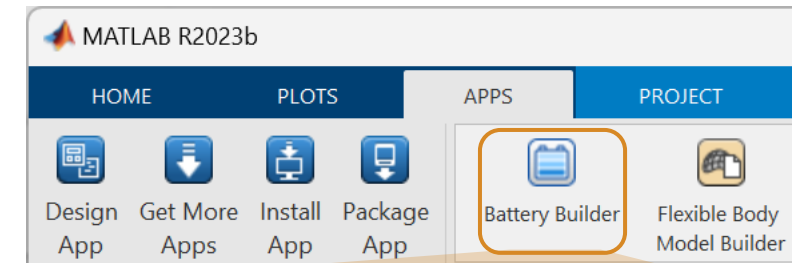 MATLAB R2023b
HOME PLOTS APPS PROJECT
Design App
Get More Apps
Install App
Package App
Battery Builder
Flexible Body Model Builder